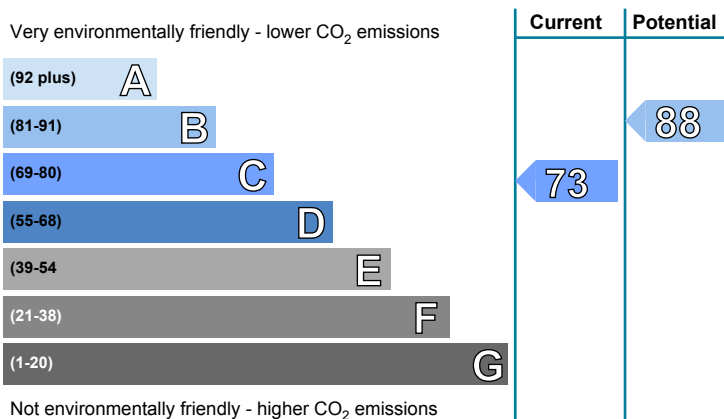 Current Potential
Very environmentally friendly - lower CO2 emissions
(92 plus) A
(81-91) B
88
(69-80) C
73
(55-68) D
(39-54 E
(21-38) F
(1-20) G
Not environmentally friendly - higher CO2 emissions